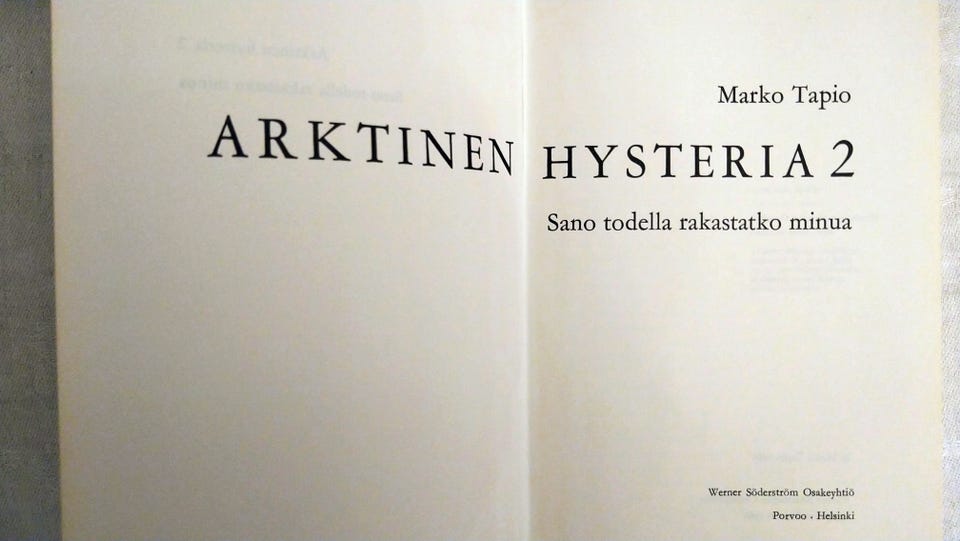 Marko Tapio
ARKTINEN HYSTERIA 2
Sano todella rakastatko minua
Werner Söderström Osakeyhtiö
Porvoo • Helsinki